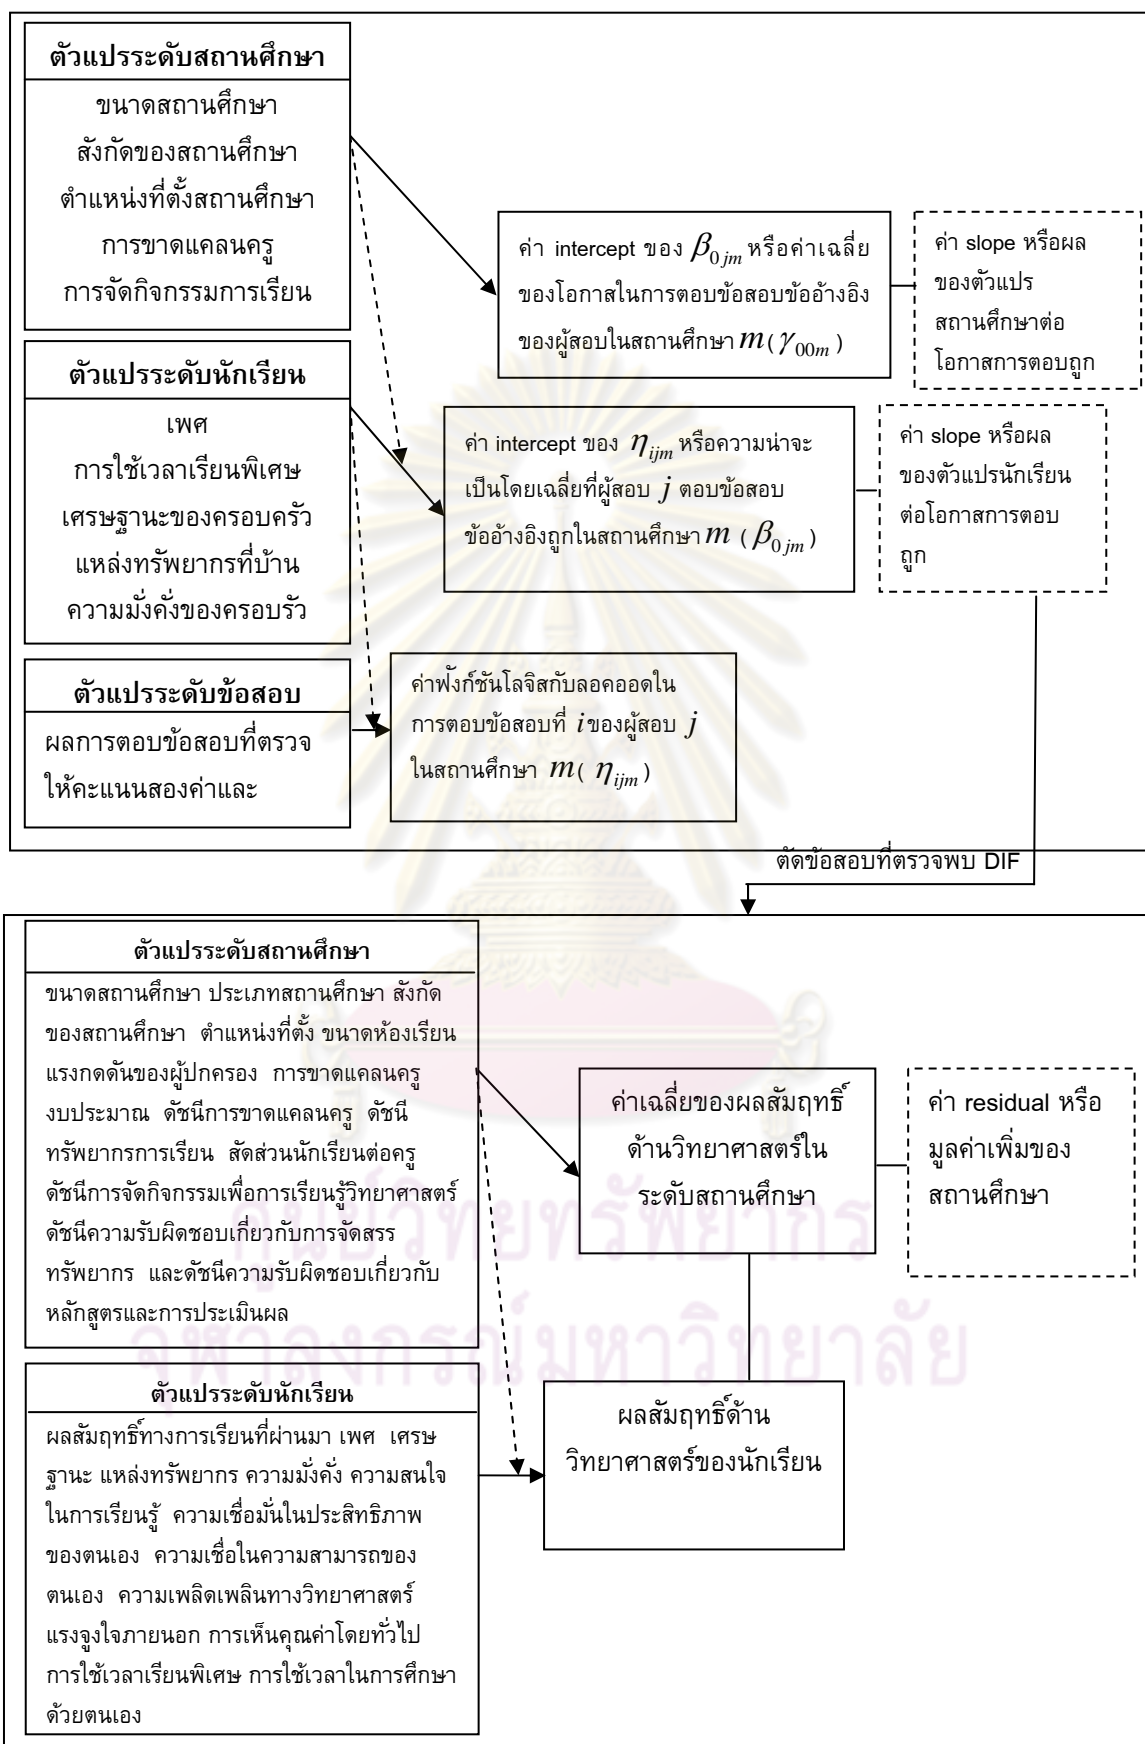 ตัวแปรระดับสถานศึกษา
ขนาดสถานศึกษา
สังกัดของสถานศึกษา
ตำแหน่งที่ตั้งสถานศึกษา
การขาดแคลนครู
การจัดกิจกรรมการเรียน
ค่า intercept ของ β0jm หรือค่าเฉลี่ย
ของโอกาสในการตอบข้อสอบข้ออ้างอิง
ของผู้สอบในสถานศึกษา m(γ00m)
ค่า slope หรือผล
ของตัวแปร
สถานศึกษาต่อ
โอกาสการตอบถูก
ตัวแปรระดับนักเรียน
เพศ
การใช้เวลาเรียนพิเศษ
เศรษฐานะของครอบครัว
แหล่งทรัพยากรที่บ้าน
ความมั่งคั่งของครอบรัว
ค่า intercept ของ ηijm หรือความน่าจะ
เป็นโดยเฉลี่ยที่ผู้สอบ j ตอบข้อสอบ
ข้ออ้างอิงถูกในสถานศึกษา m (β0jm)
ค่า slope หรือผล
ของตัวแปรนักเรียน
ต่อโอกาสการตอบ
ถูก
ตัวแปรระดับข้อสอบ
ผลการตอบข้อสอบที่ตรวจ
ให้คะแนนสองค่าและ
ค่าฟังก์ชันโลจิสกับลอคออดใน
การตอบข้อสอบที่ i ของผู้สอบ j
ในสถานศึกษา m( ηijm)
ตัดข้อสอบที่ตรวจพบ DIF
ตัวแปรระดับสถานศึกษา
ขนาดสถานศึกษา ประเภทสถานศึกษา สังกัด
ของสถานศึกษา ตำแหน่งที่ตั้ง ขนาดห้องเรียน
แรงกดดันของผู้ปกครอง การขาดแคลนครู
งบประมาณ ดัชนีการขาดแคลนครู ดัชนี
ทรัพยากรการเรียน สัดส่วนนักเรียนต่อครู
ดัชนีการจัดกิจกรรมเพื่อการเรียนรู้วิทยาศาสตร์
ดัชนีความรับผิดชอบเกี่ยวกับการจัดสรร
ทรัพยากร และดัชนีความรับผิดชอบเกี่ยวกับ
หลักสูตรและการประเมินผล
ค่าเฉลี่ยของผลสัมฤทธิ์
ด้านวิทยาศาสตร์ใน
ระดับสถานศึกษา
ค่า residual หรือ
มูลค่าเพิ่มของ
สถานศึกษา
ศูนย์วิทยทรัพยากร
จุฬาลงกรณ์มหาวิทยาลัย
ตัวแปรระดับนักเรียน
ผลสัมฤทธิ์ทางการเรียนที่ผ่านมา เพศ เศรษ
ฐานะ แหล่งทรัพยากร ความมั่งคั่ง ความสนใจ
ในการเรียนรู้ ความเชื่อมั่นในประสิทธิภาพ
ของตนเอง ความเชื่อในความสามารถของ
ตนเอง ความเพลิดเพลินทางวิทยาศาสตร์
แรงจูงใจภายนอก การเห็นคุณค่าโดยทั่วไป
การใช้เวลาเรียนพิเศษ การใช้เวลาในการศึกษา
ด้วยตนเอง
ผลสัมฤทธิ์ด้าน
วิทยาศาสตร์ของนักเรียน